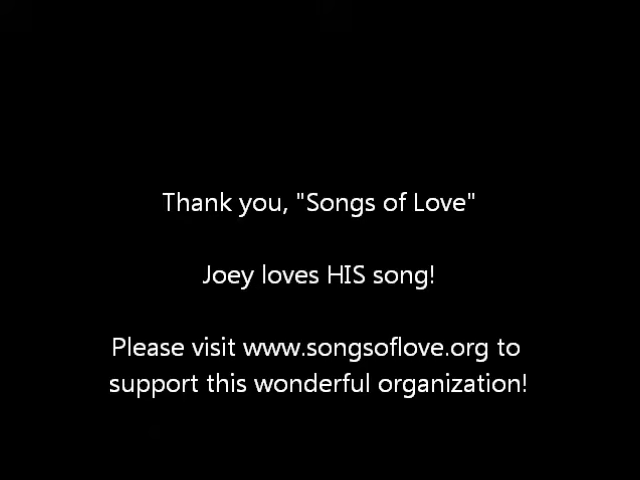 Thank you, "Songs of Love"
Joey loves HIS song!
Please visit www.songsoflove.org to
support this wonderful organization!